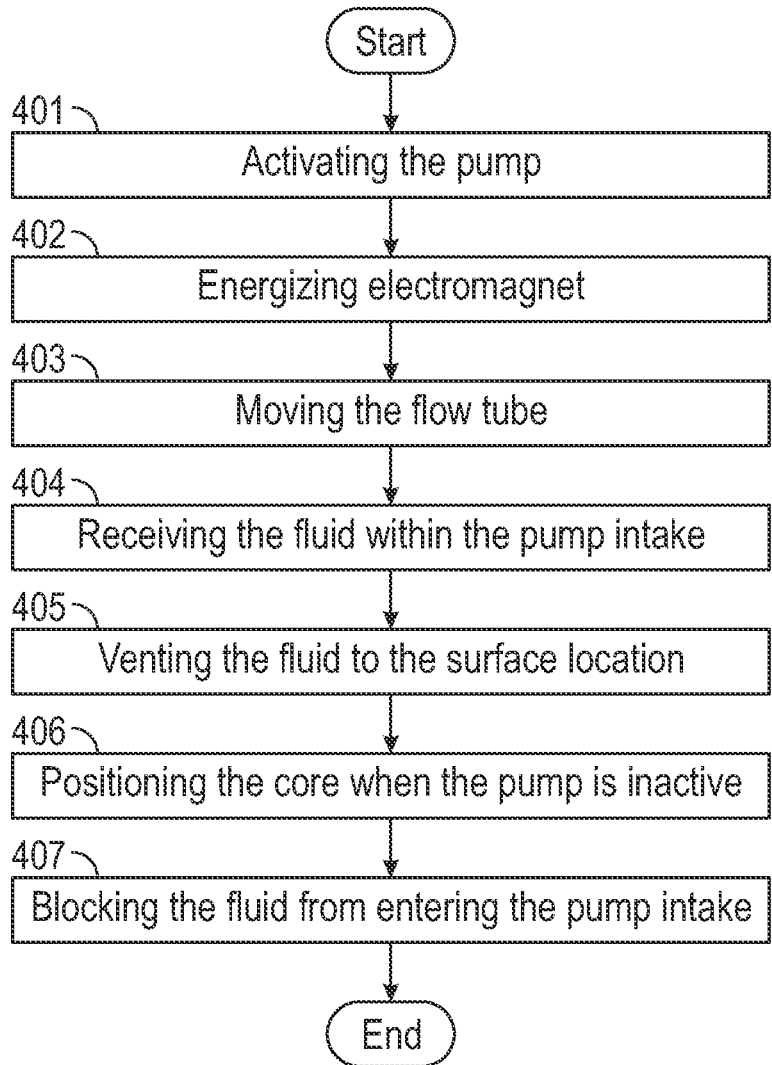 Start
401
Activating the pump
402
Energizing electromagnet
403
Moving the flow tube
404
Receiving the fluid within the pump intake
405
Venting the fluid to the surface location
406
Positioning the core when the pump is inactive
407
Blocking the fluid from entering the pump intake
End